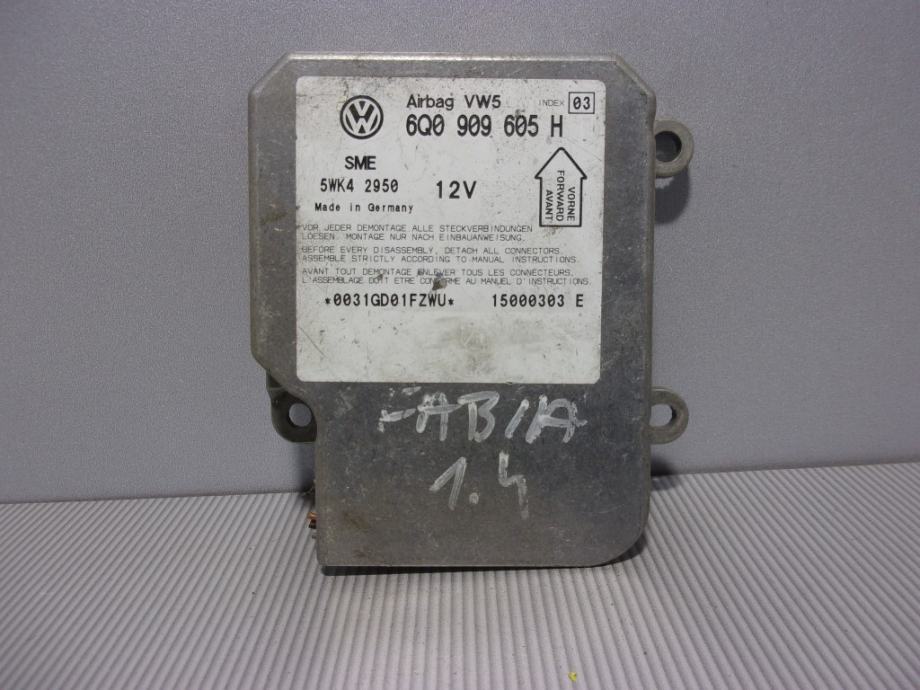 Airbag VW5 INDEX 03
6Q0 909 605 H
SME
5WK4 2950 12V
Made in Germany
VORNE
FORWARD
AVANT
VOR JEDER DEMONTAGE ALLE STECKVERBINDUNGEN
LOESEN. MONTAGE NUR NACH EINBAUANWEISUNG.
BEFORE EVERY DISASSEMBLY, DETACH ALL CONNECTORS.
ASSEMBLE STRICTLY ACCORDING TO MANUAL INSTRUCTIONS.
AVANT TOUT DEMONTAGE ENLEVER TOUS LES CONNECTEURS.
L'ASSEMBLAGE DOIT ETRE CONFORME AU MANUEL D'INSTRUCTIONS.
*0031GD01FZWU* 15000303 E
FABIA
1.4